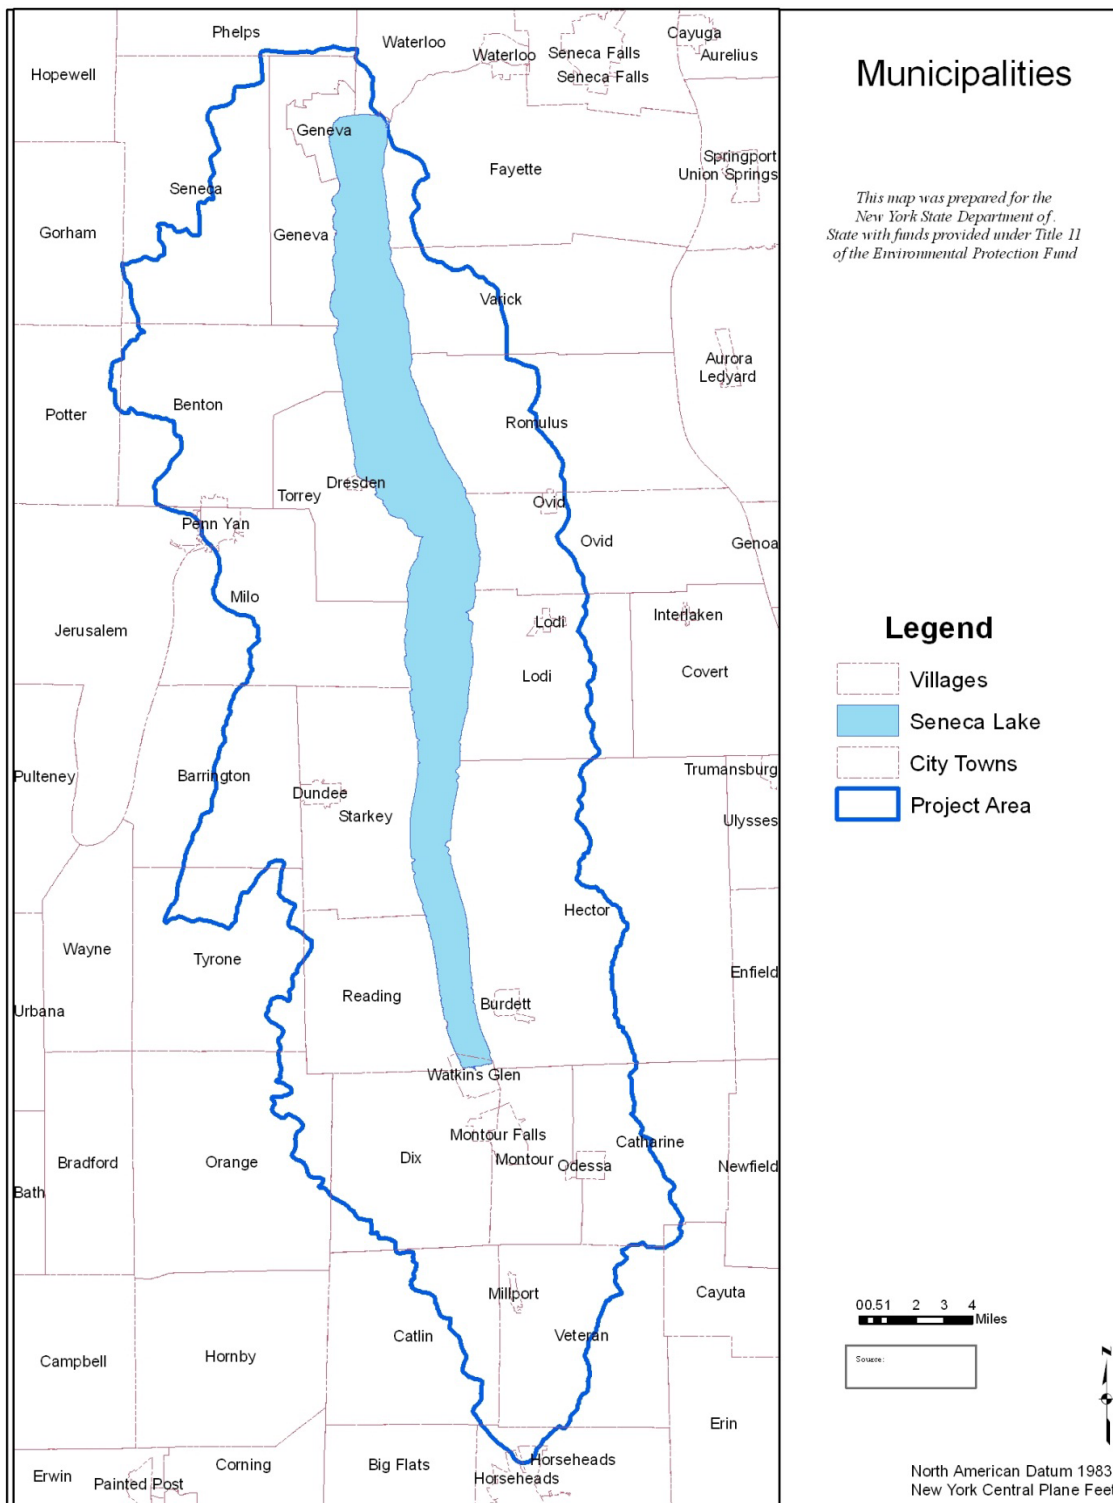 Phelps
Waterloo
Cayuga
Hopewell
Waterloo
Seneca Falls
Aurelius
Seneca Falls
Geneva
Springport
Fayette
Union Springs
Seneca
Gorham
Geneva
Varick
Aurora
Ledyard
Potter
Benton
Romulus
Dresden
Torrey
Ovid
Penn Yan
Ovid
Genoa
Milo
Interlaken
Jerusalem
Lodi
Lodi
Covert
Pulteney
Barrington
Trumansburg
Dundee
Starkey
Ulysses
Hector
Wayne
Tyrone
Enfield
Reading
Burdett
Urbana
Watkin's Glen
Montour Falls
Catharine
Bradford
Orange
Dix
Montour
Odessa
Newfield
Bath
Millport
Cayuta
Catlin
Veteran
Campbell
Hornby
Erin
Corning
Big Flats
Horseheads
Erwin
Painted Post
Horseheads
Municipalities
This map was prepared for the
New York State Department of .
State with funds provided under Title 11
of the Environmental Protection Fund
Legend
Villages
Seneca Lake
City Towns
Project Area
00.51 2 3 4
Miles
Source:
N
North American Datum 1983
New York Central Plane Feet